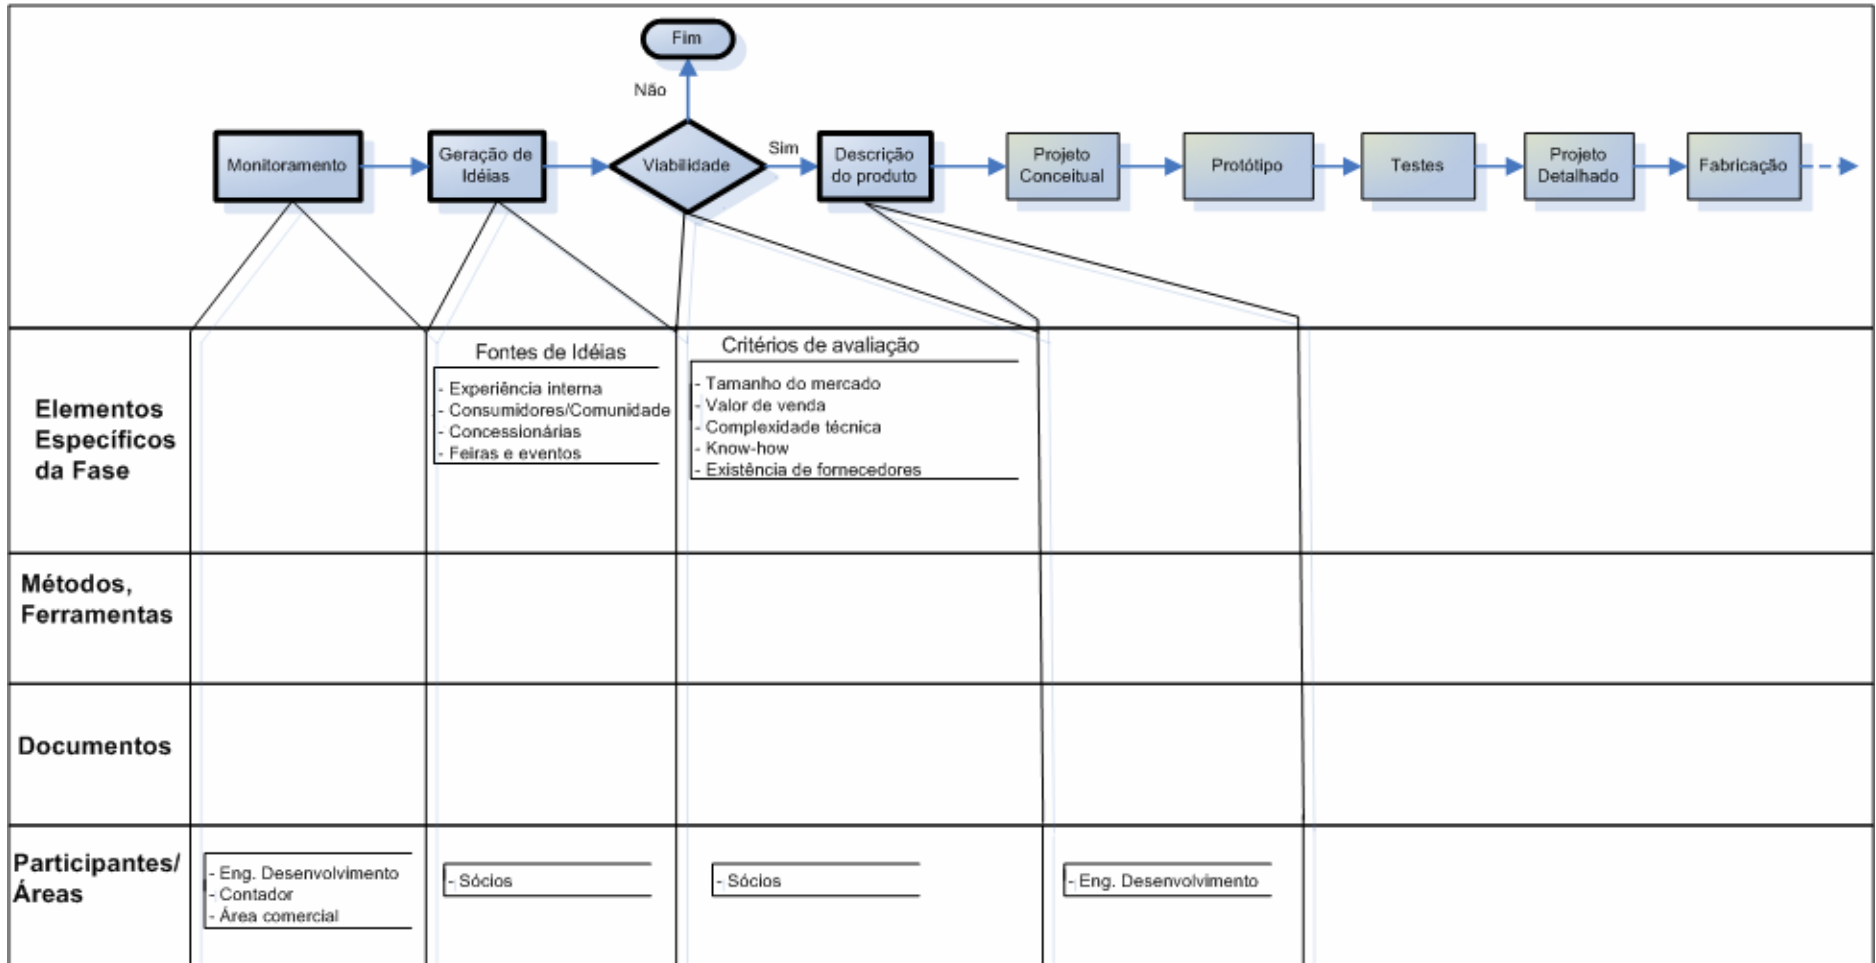 Fim
Não
Monitoramento
Geração de
Idéias
Viabilidade
Sim
Descrição
do produto
Projeto
Conceitual
Protótipo
Testes
Projeto
Detalhado
Fabricação
Elementos
Específicos
da Fase
Fontes de Idéias
- Experiência interna
- Consumidores/Comunidade
- Concessionárias
- Feiras e eventos
Critérios de avaliação
- Tamanho do mercado
- Valor de venda
- Complexidade técnica
- Know-how
- Existência de fornecedores
Métodos,
Ferramentas
Documentos
Participantes/
Áreas
- Eng. Desenvolvimento
- Contador
- Área comercial
- Sócios
- Sócios
- Eng. Desenvolvimento